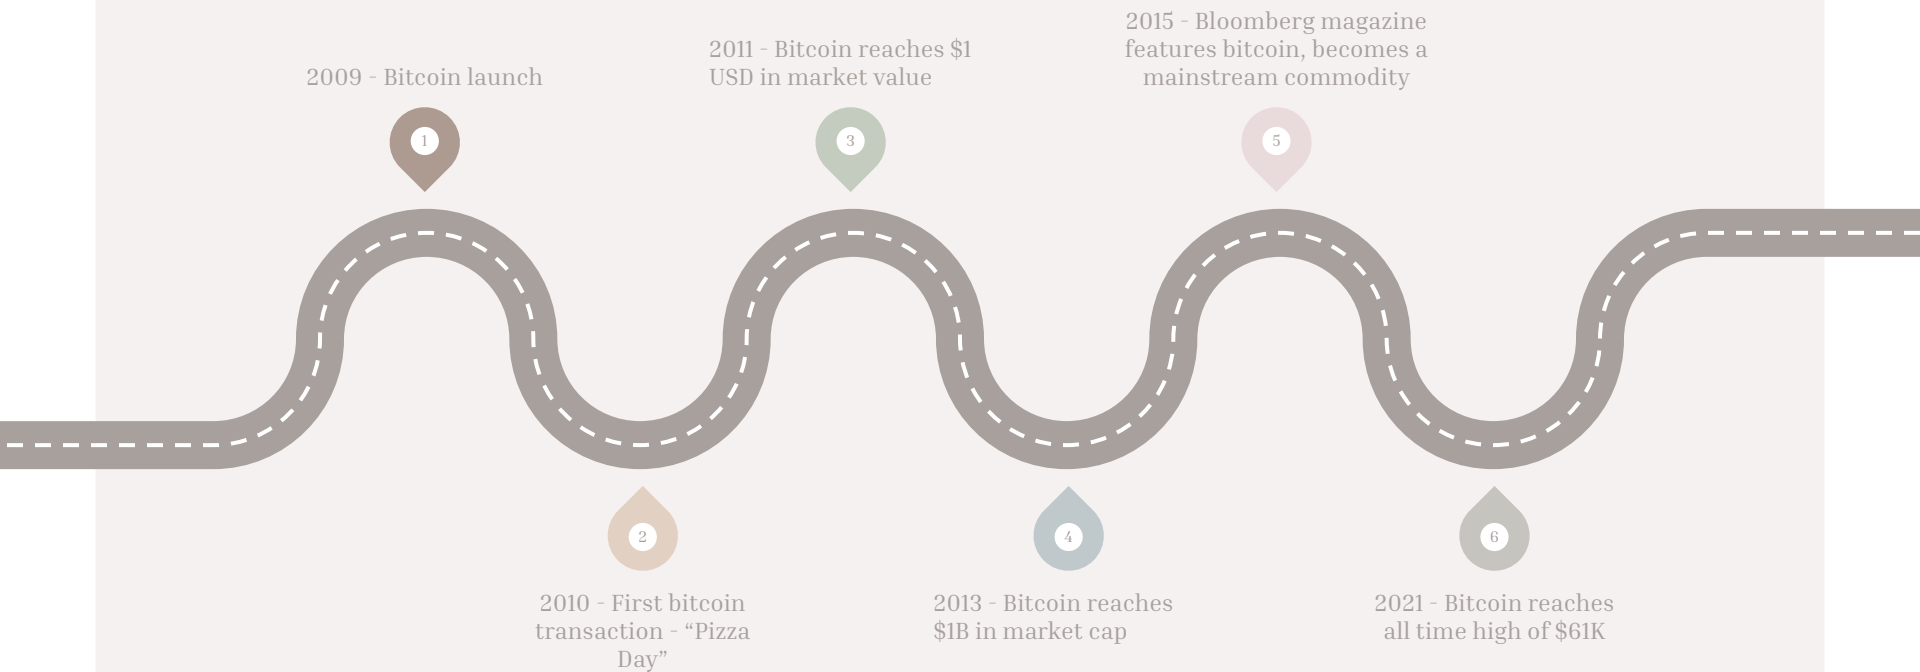 2009 - Bitcoin launch
1
2010 - First bitcoin
transaction - “Pizza
Day”
2
2011 - Bitcoin reaches $1
USD in market value
3
2013 - Bitcoin reaches
$1B in market cap
4
2015 - Bloomberg magazine
features bitcoin, becomes a
mainstream commodity
5
2021 - Bitcoin reaches
all time high of $61K
6